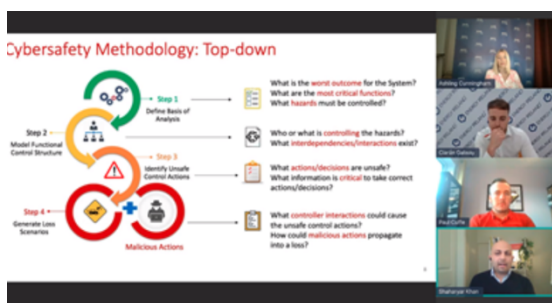 Cybersafety Methodology: Top-down
Step 1
Define Basis of
Analysis
What is the worst outcome for the System?
What are the most critical functions?
What hazards must be controlled?
Step 2
Model Functional
Control Structure
Who or what is controlling the hazards?
What interdependencies/interactions exist?
Step 3
Identify Unsafe
Control Actions
What actions/decisions are unsafe?
What information is critical to take correct
actions/decisions?
Step 4
Generate Loss
Scenarios
Malicious Actions
What controller interactions could cause
the unsafe control actions?
How could malicious actions propagate
into a loss?
Aisling Cunningham
Paul Cuffe
Shaharyar Khan